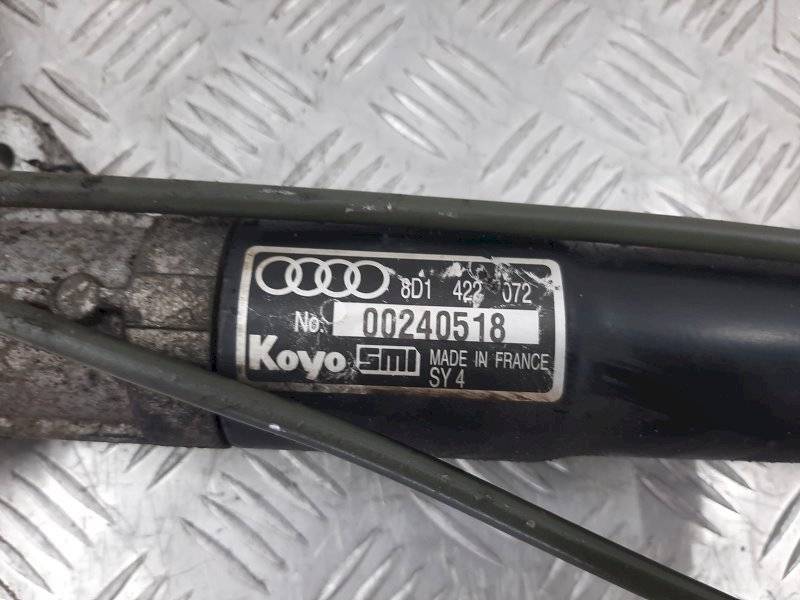 8D1 422 072
No: 00240518
Koyo SMI MADE IN FRANCE
SY 4